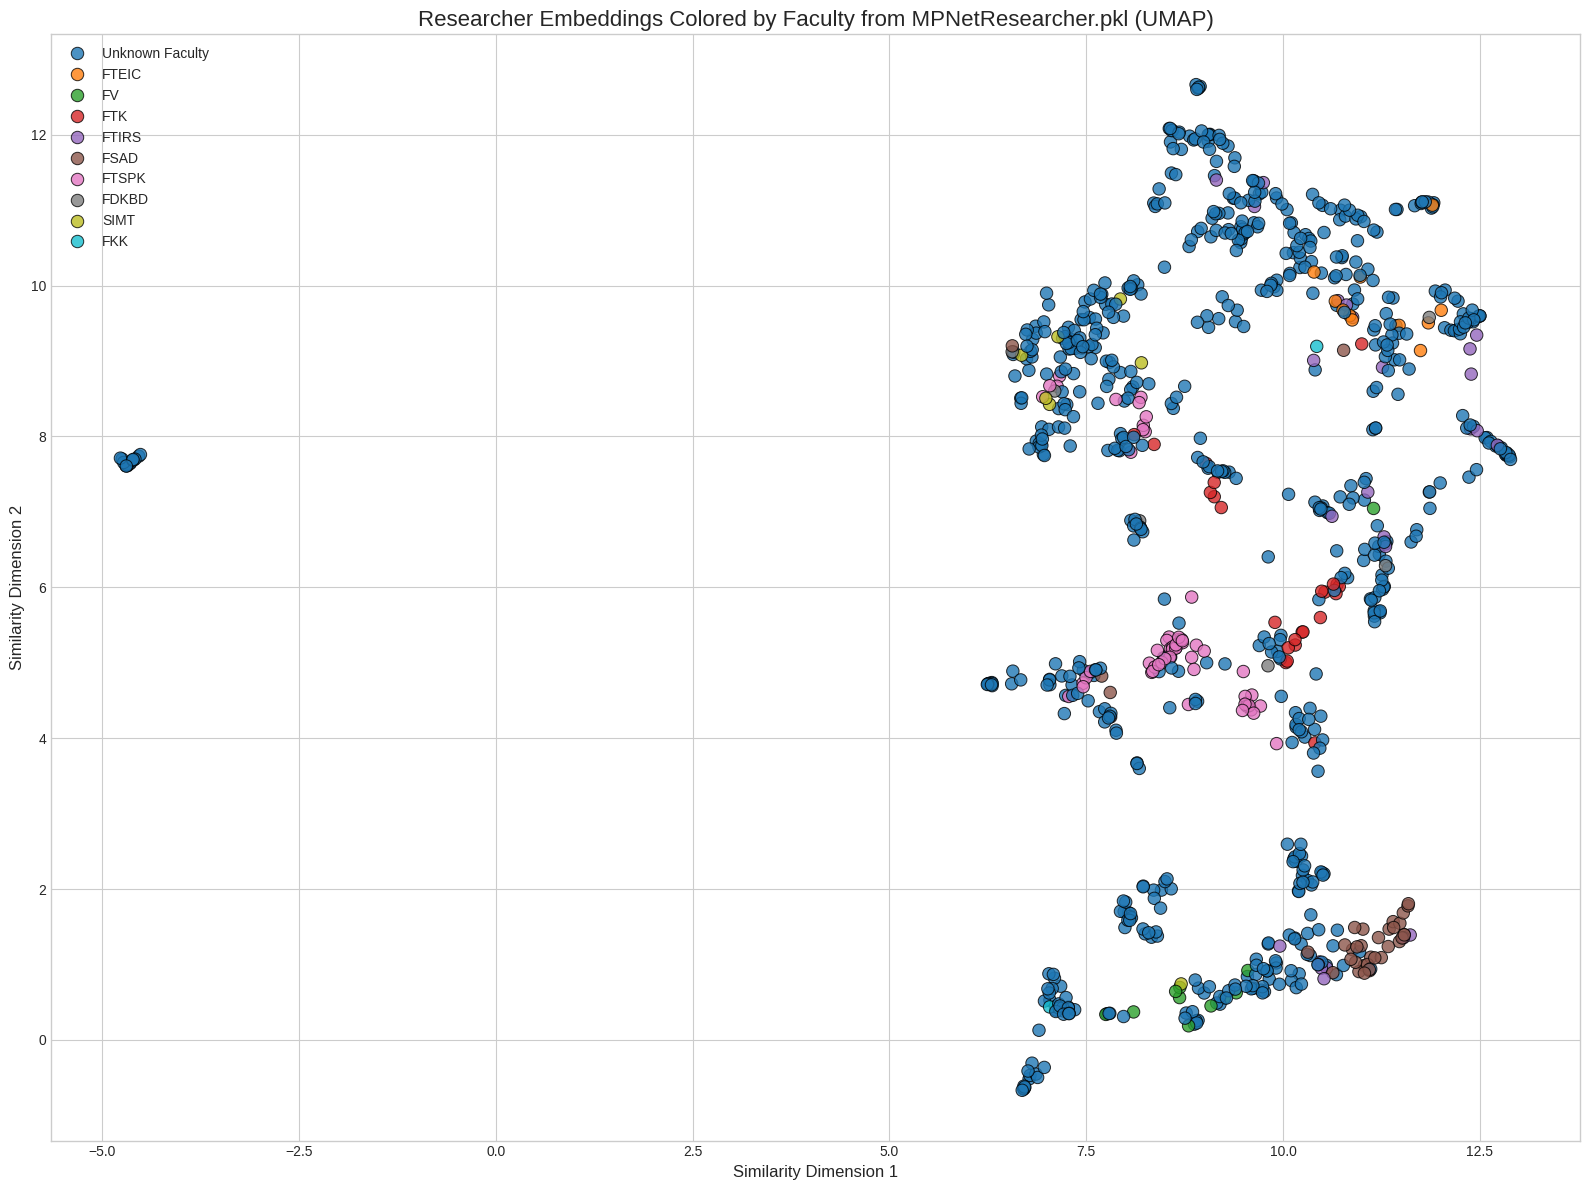 Researcher Embeddings Colored by Faculty from MPNetResearcher.pkl (UMAP)
Unknown Faculty
FTEIC
FV
FTK
FTIRS
FSAD
FTSPK
FDKBD
SIMT
FKK
12
10
8
6
4
2
0
Similarity Dimension 2
−5.0
−2.5
0.0
2.5
5.0
7.5
10.0
12.5
Similarity Dimension 1